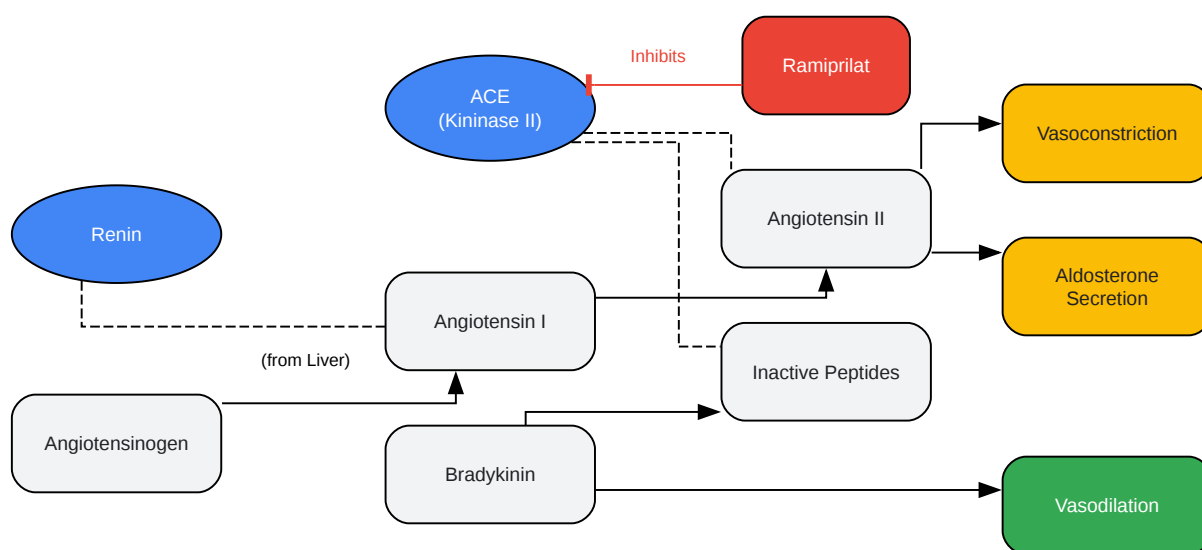 Inhibits
Ramiprilat
ACE
(Kininase II)
Vasoconstriction
Renin
Angiotensin II
Aldosterone
Secretion
Angiotensin I
(from Liver)
Inactive Peptides
Angiotensinogen
Bradykinin
Vasodilation